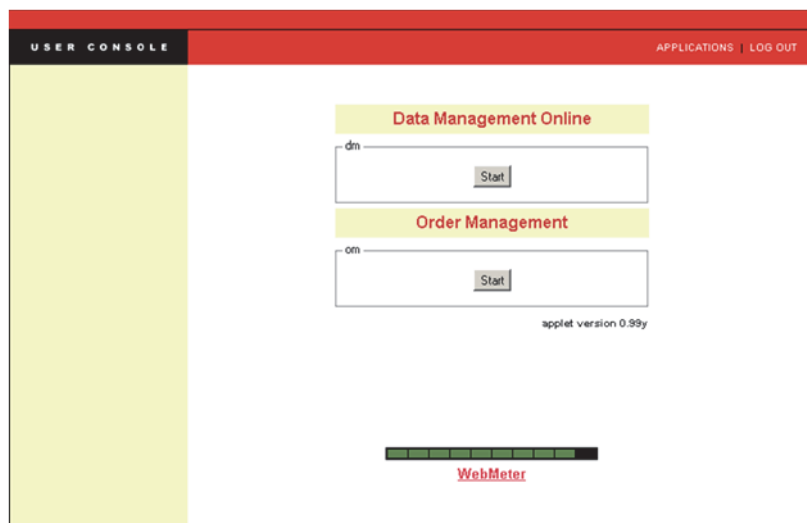 USER CONSOLE
APPLICATIONS | LOG OUT
Data Management Online
dm
Start
Order Management
om
Start
applet version 0.99y
WebMeter